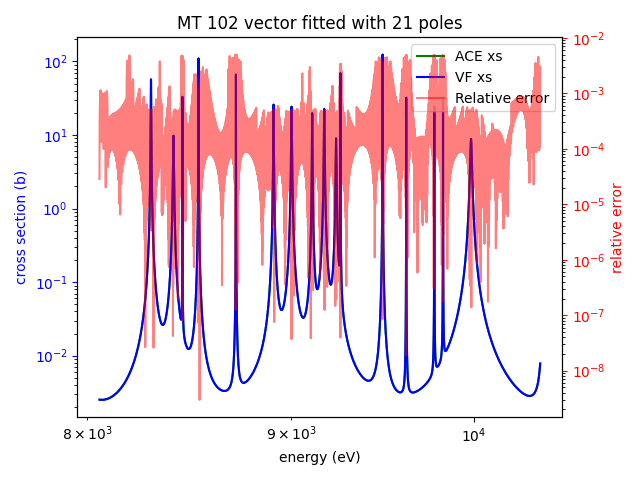 MT 102 vector fitted with 21 poles
ACE xs
VF xs
Relative error
cross section (b)
10²
10¹
10⁰
10⁻¹
10⁻²
10⁻²
10⁻³
10⁻⁴
10⁻⁵
10⁻⁶
10⁻⁷
10⁻⁸
relative error
8 × 10³
9 × 10³
10⁴
energy (eV)